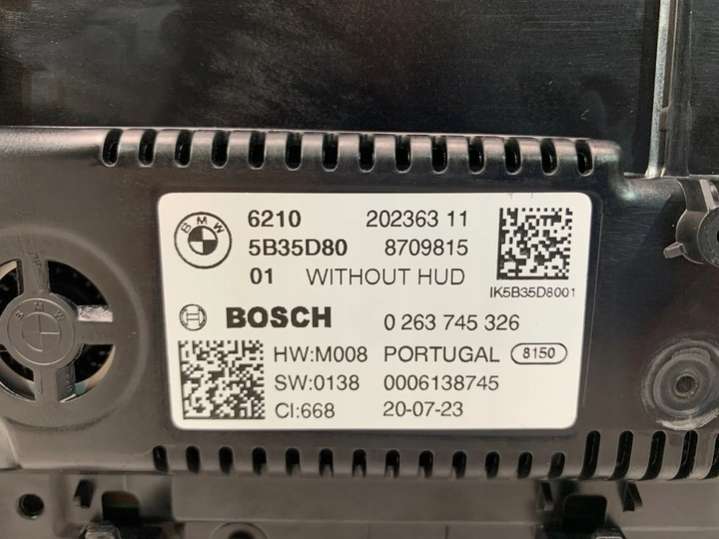 BMW
6210 202363 11
5B35D80 8709815
01 WITHOUT HUD
IK5B35D8001
BOSCH 0 263 745 326
HW:M008 PORTUGAL 8150
SW:0138 0006138745
CI:668 20-07-23